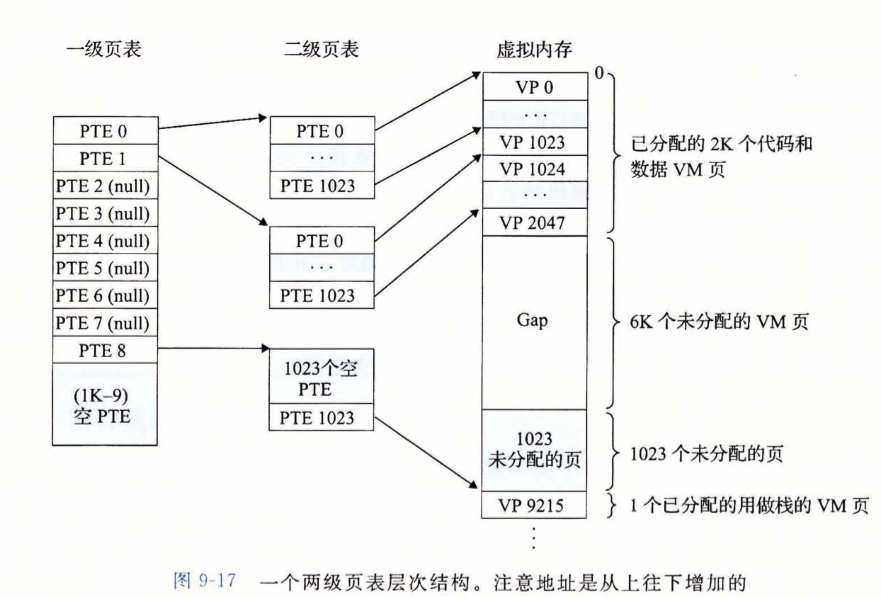 一级页表
二级页表
虚拟内存
PTE 0
PTE 1
PTE 2 (null)
PTE 3 (null)
PTE 4 (null)
PTE 5 (null)
PTE 6 (null)
PTE 7 (null)
PTE 8
(1K–9)
空 PTE
PTE 0
···
PTE 1023
PTE 0
···
PTE 1023
1023个空
PTE
PTE 1023
0
VP 0
···
VP 1023
VP 1024
···
VP 2047
Gap
1023
未分配的页
VP 9215
⋮
已分配的 2K 个代码和
数据 VM 页
6K 个未分配的 VM 页
1023 个未分配的页
1 个已分配的用做栈的 VM 页
图 9-17 一个两级页表层次结构。注意地址是从上往下增加的